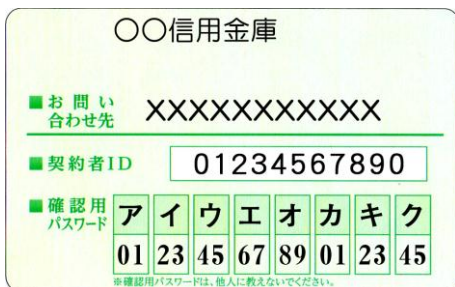 〇〇信用金庫
■お問い
合わせ先
XXXXXXXXXXX
■契約者ID
01234567890
■確認用
パスワード
ア イ ウ エ オ カ キ ク
01 23 45 67 89 01 23 45
※確認用パスワードは、他人に教えないでください。